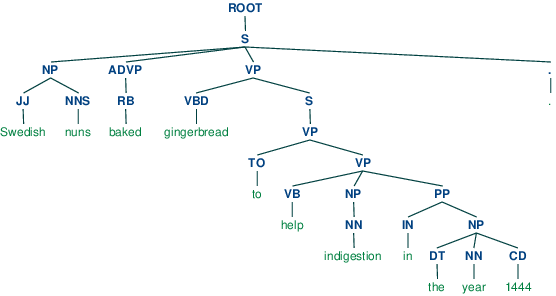 ROOT
S
NP ADVP VP .
JJ NNS RB VBD S .
Swedish nuns baked gingerbread VP
TO VP
to VB NP PP
help NN IN NP
indigestion in DT NN CD
the year 1444